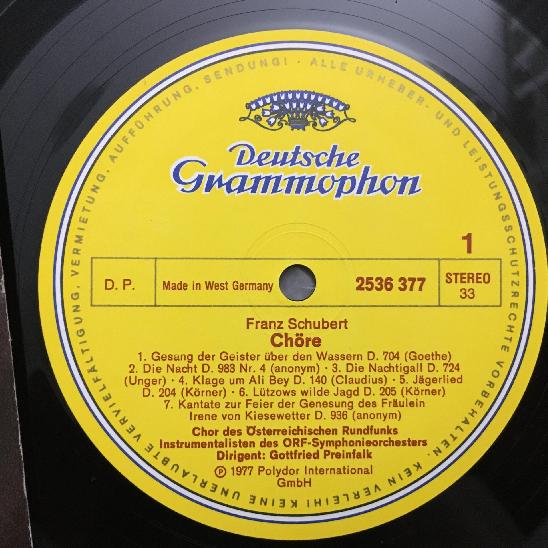 KEIN VERLEIH! KEINE UNERLAUBTE VERVIELFÄLTIGUNG, VERMIETUNG, AUFFÜHRUNG, SENDUNG! · ALLE URHEBER- UND LEISTUNGSSCHUTZRECHTE VORBEHALTEN ·
Deutsche
Grammophon
1
D. P.
Made in West Germany
2536 377
STEREO
33
Franz Schubert
Chöre
1. Gesang der Geister über den Wassern D. 704 (Goethe)
2. Die Nacht D. 983 Nr. 4 (anonym) · 3. Die Nachtigall D. 724
(Unger) · 4. Klage um Ali Bey D. 140 (Claudius) · 5. Jägerlied
D. 204 (Körner) · 6. Lützows wilde Jagd D. 205 (Körner)
7. Kantate zur Feier der Genesung des Fräulein
Irene von Kiesewetter D. 936 (anonym)
Chor des Österreichischen Rundfunks
Instrumentalisten des ORF-Symphonieorchesters
Dirigent: Gottfried Preinfalk
Ⓟ 1977 Polydor International
GmbH